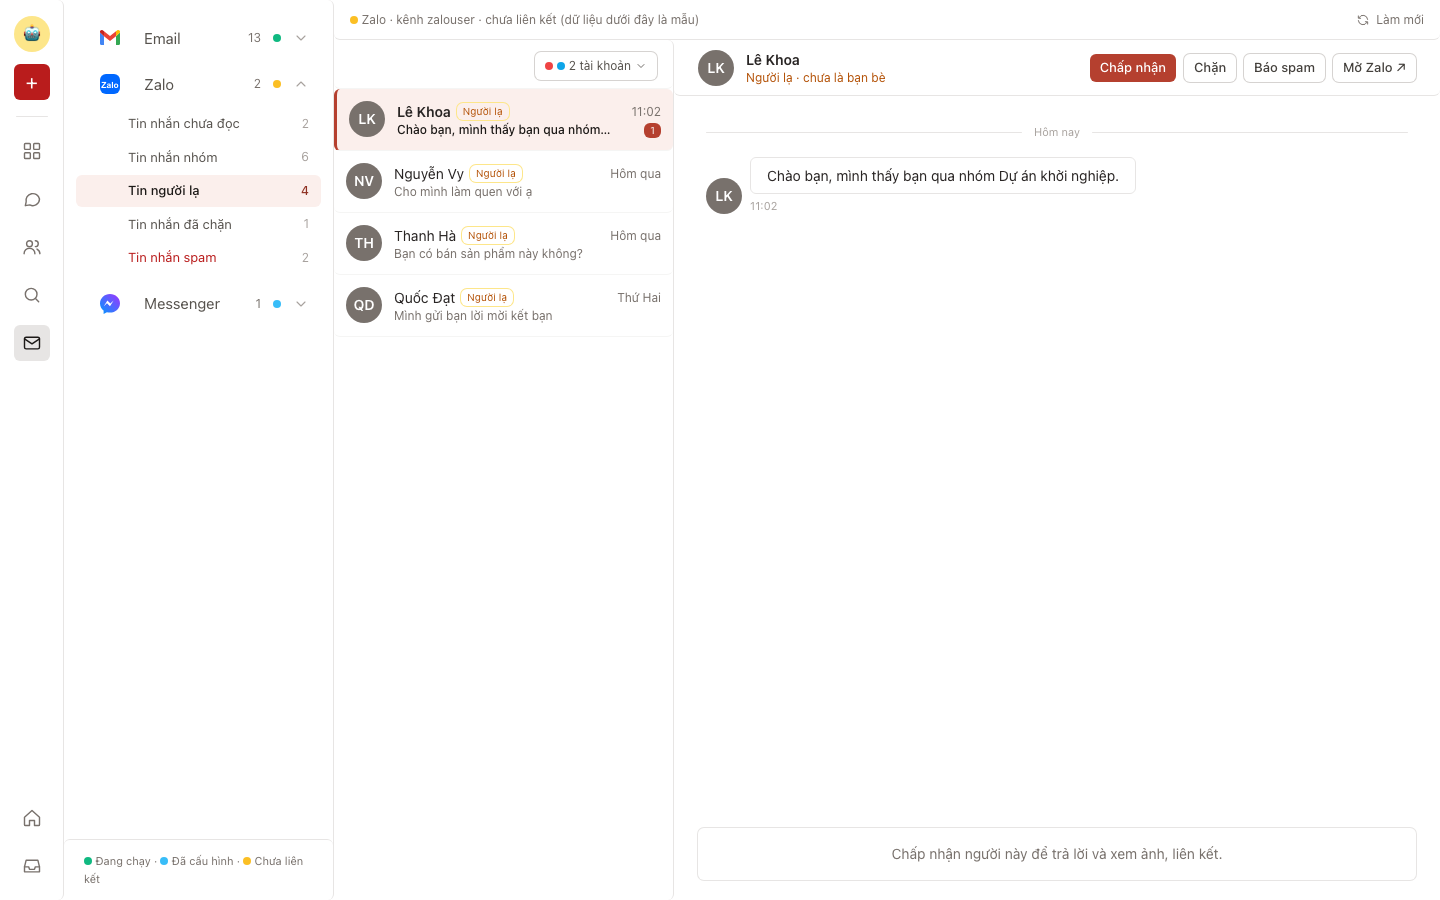 Email 13
Zalo Zalo 2
Tin nhắn chưa đọc 2
Tin nhắn nhóm 6
Tin người lạ 4
Tin nhắn đã chặn 1
Tin nhắn spam 2
Messenger 1
Đang chạy · Đã cấu hình · Chưa liên
kết
Zalo · kênh zalouser · chưa liên kết (dữ liệu dưới đây là mẫu)
Làm mới
2 tài khoản
LK
Lê Khoa Người lạ 11:02
Chào bạn, mình thấy bạn qua nhóm... 1
NV
Nguyễn Vy Người lạ Hôm qua
Cho mình làm quen với ạ
TH
Thanh Hà Người lạ Hôm qua
Bạn có bán sản phẩm này không?
QD
Quốc Đạt Người lạ Thứ Hai
Mình gửi bạn lời mời kết bạn
LK
Lê Khoa
Người lạ · chưa là bạn bè
Chấp nhận Chặn Báo spam Mở Zalo ↗
Hôm nay
LK
Chào bạn, mình thấy bạn qua nhóm Dự án khởi nghiệp.
11:02
Chấp nhận người này để trả lời và xem ảnh, liên kết.